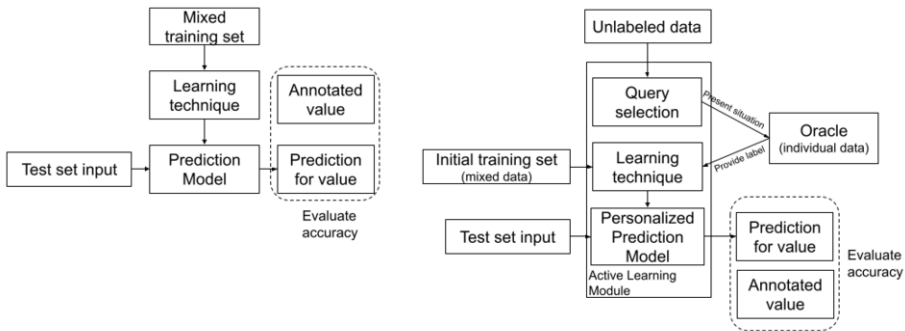 Mixed
training set
Learning
technique
Annotated
value
Test set input
Prediction
Model
Prediction
for value
Evaluate
accuracy
Unlabeled data
Query
selection
Present situation
Oracle
(individual data)
Provide label
Initial training set
(mixed data)
Learning
technique
Test set input
Personalized
Prediction
Model
Active Learning
Module
Prediction
for value
Evaluate
accuracy
Annotated
value